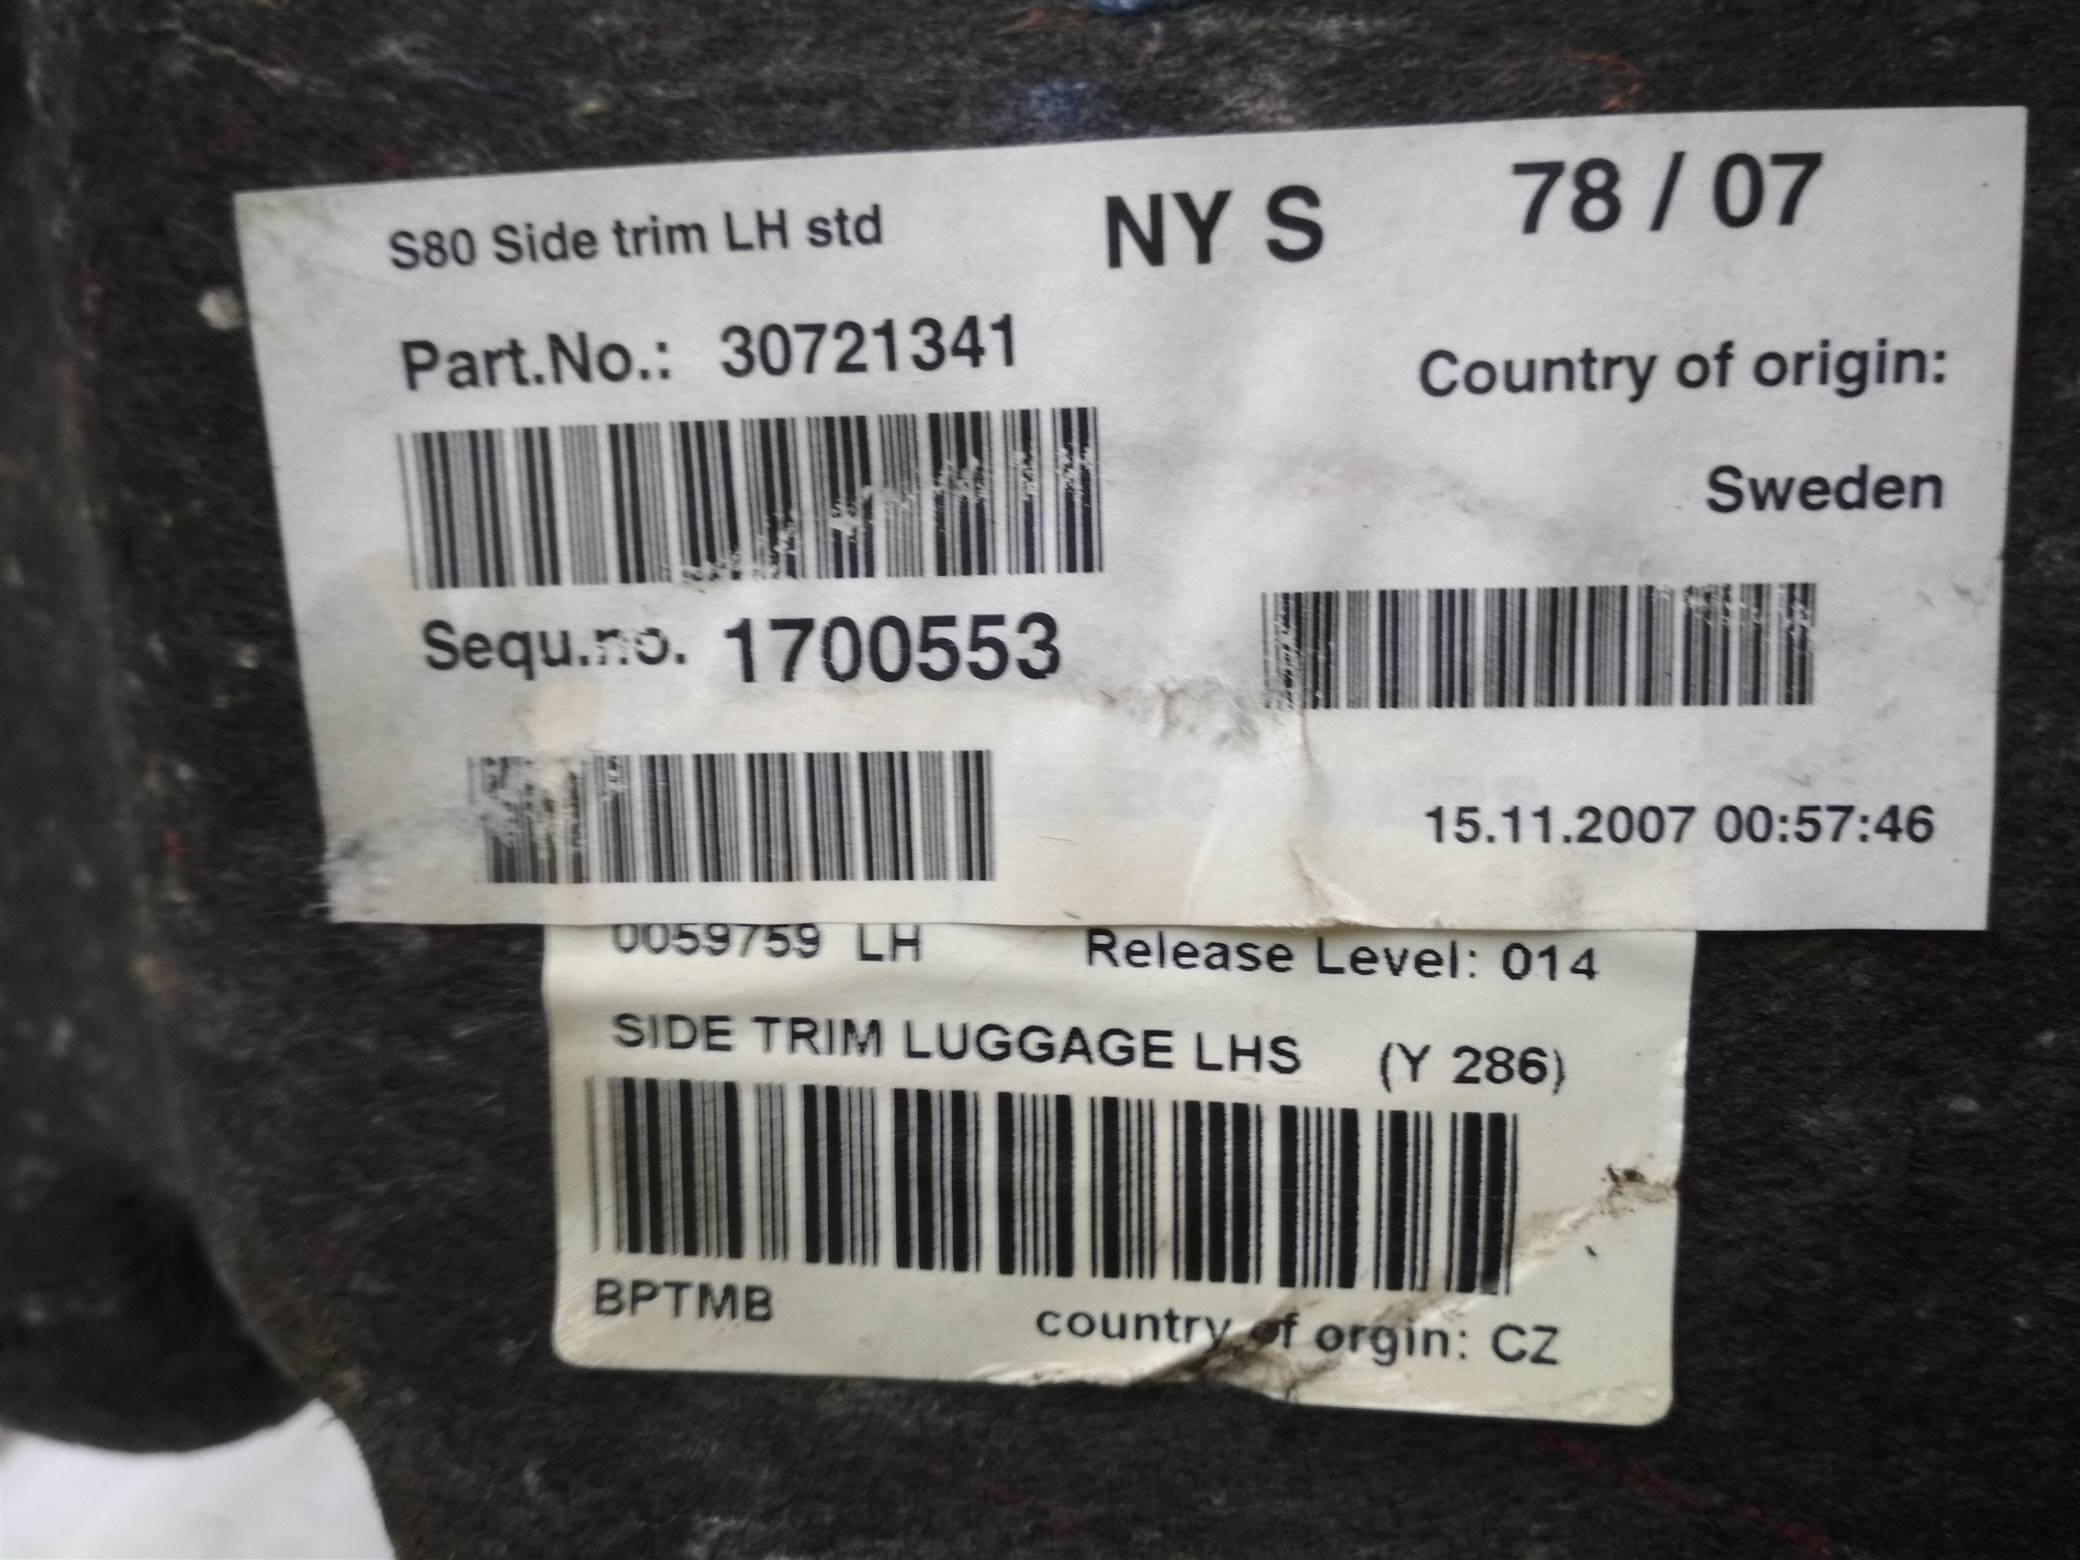 S80 Side trim LH std NY S 78 / 07
Part.No.: 30721341
Country of origin:
Sweden
Sequ.no. 1700553
15.11.2007 00:57:46
0059759 LH Release Level: 014
SIDE TRIM LUGGAGE LHS (Y 286)
BPTMB
country of orgin: CZ